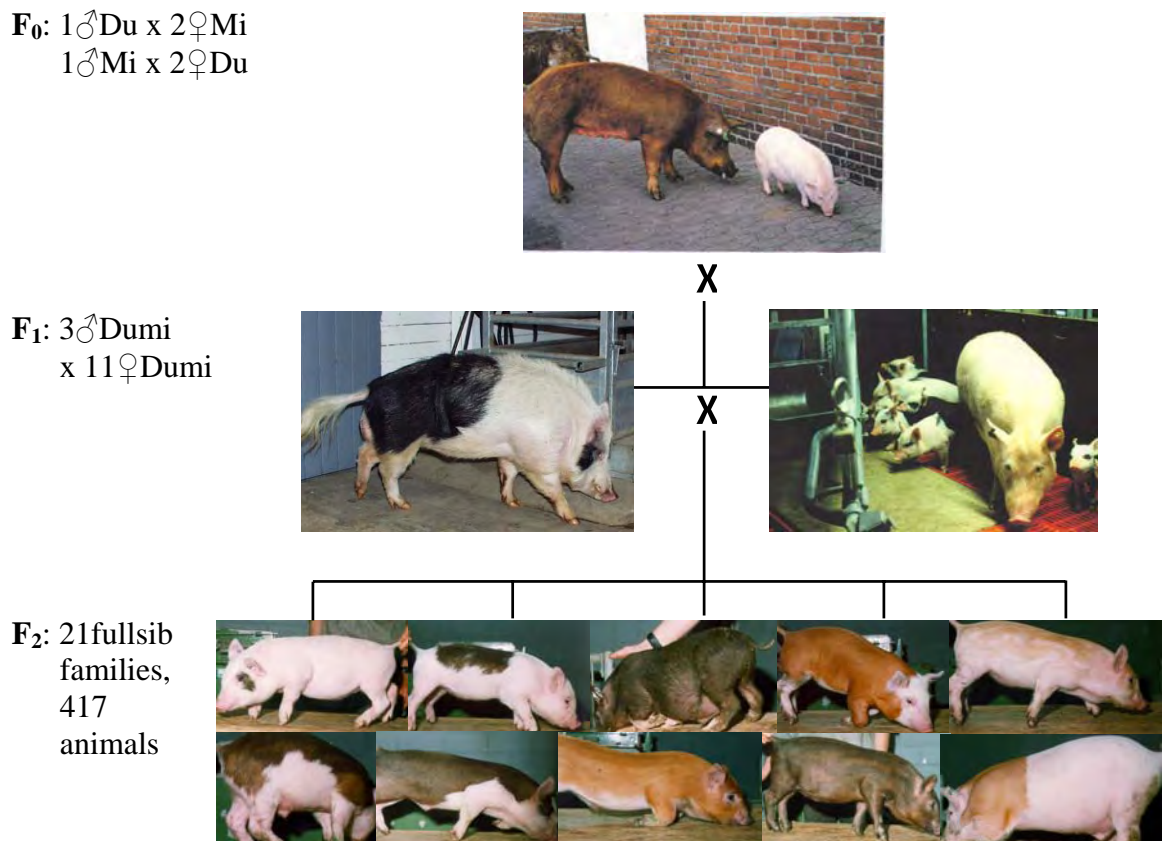 F₀: 1♂Du x 2♀Mi
1♂Mi x 2♀Du
X
F₁: 3♂Dumi
x 11♀Dumi
X
F₂: 21fullsib
families,
417
animals